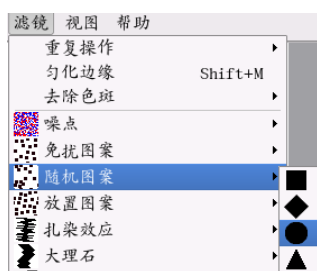 滤镜 视图 帮助
重复操作
匀化边缘 Shift+M
去除色斑
噪点
免扰图案
随机图案
放置图案
扎染效应
大理石